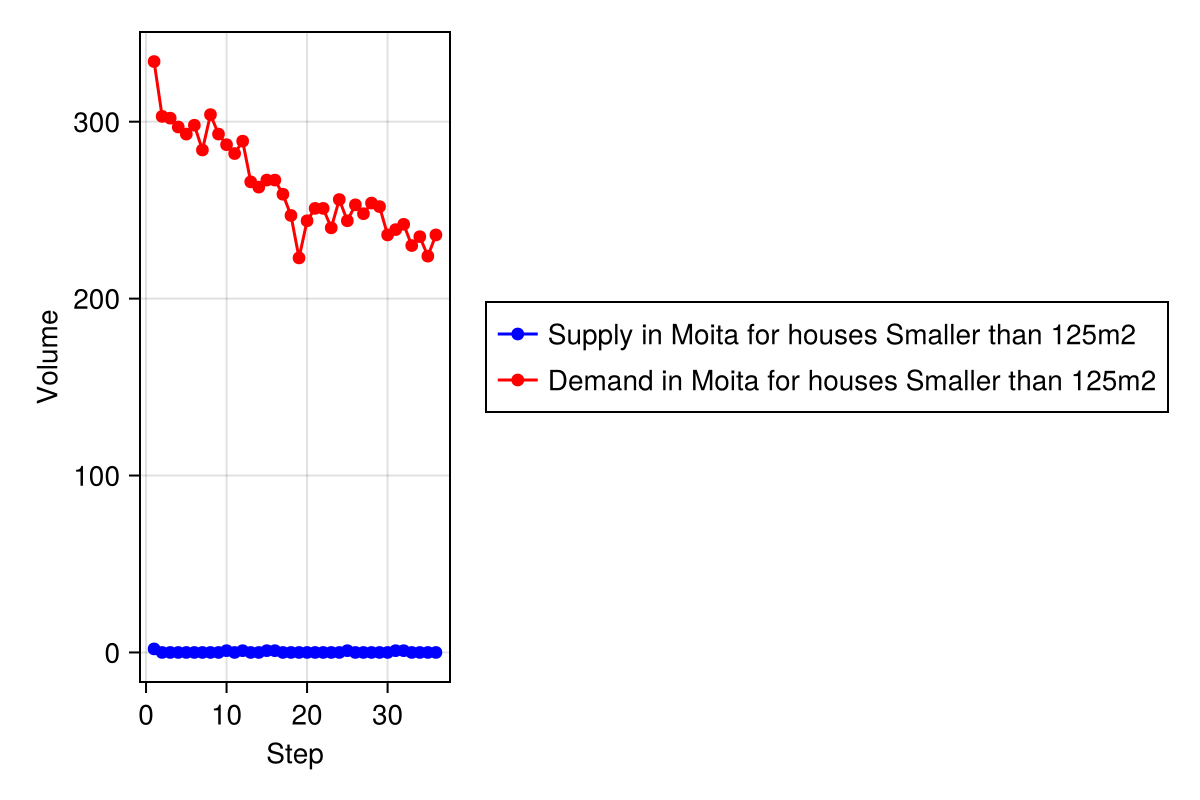 Volume
300
200
100
0
0 10 20 30
Step
Supply in Moita for houses Smaller than 125m2
Demand in Moita for houses Smaller than 125m2